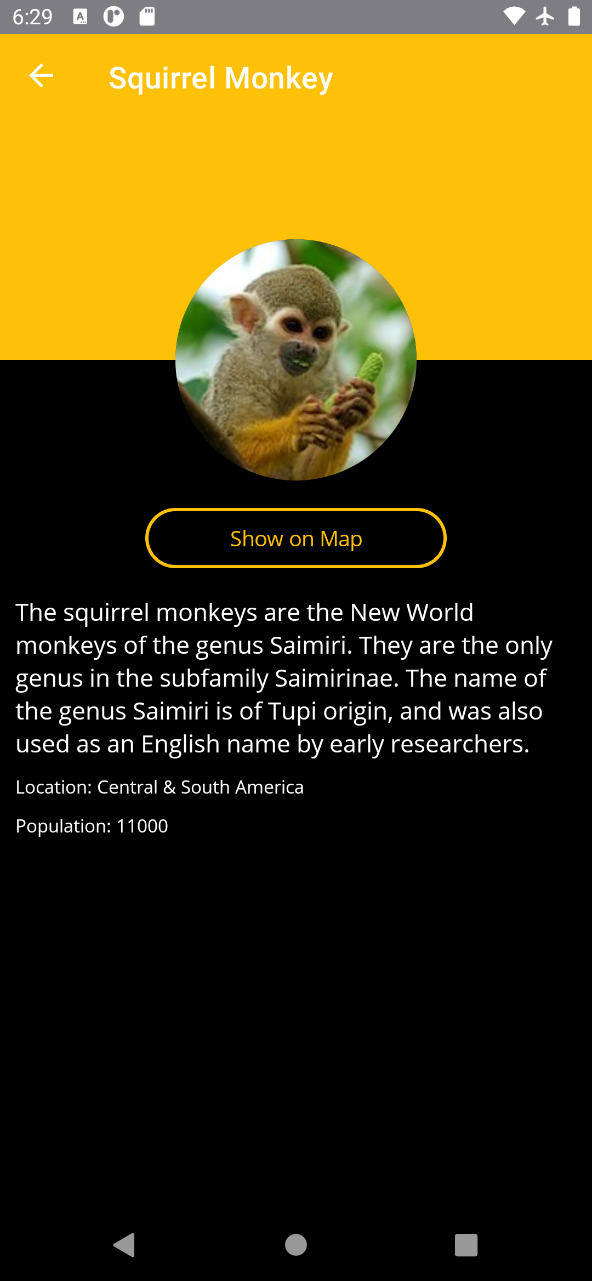 6:29
Squirrel Monkey
Show on Map
The squirrel monkeys are the New World
monkeys of the genus Saimiri. They are the only
genus in the subfamily Saimirinae. The name of
the genus Saimiri is of Tupi origin, and was also
used as an English name by early researchers.
Location: Central & South America
Population: 11000